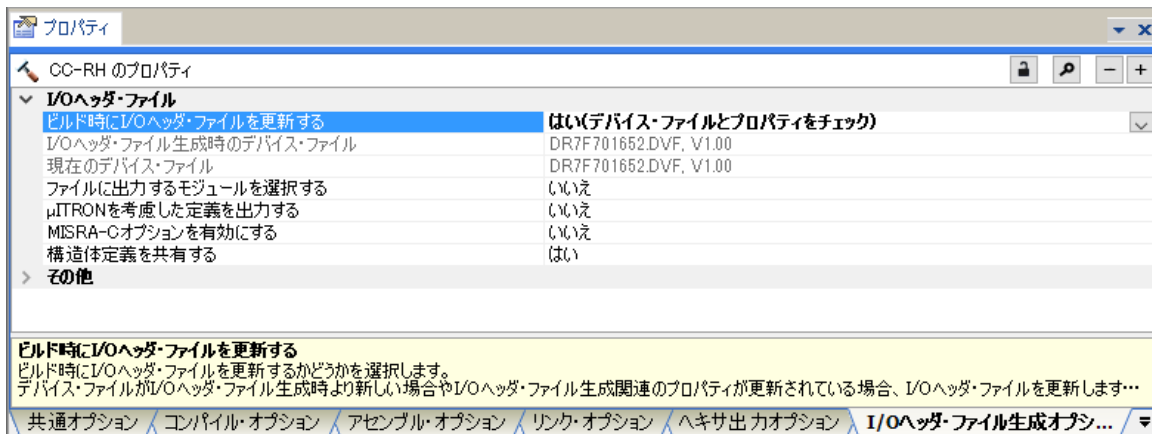 プロパティ
CC-RH のプロパティ
I/Oヘッダ・ファイル
ビルド時にI/Oヘッダ・ファイルを更新する はい(デバイス・ファイルとプロパティをチェック)
I/Oヘッダ・ファイル生成時のデバイス・ファイル DR7F701652.DVF, V1.00
現在のデバイス・ファイル DR7F701652.DVF, V1.00
ファイルに出力するモジュールを選択する いいえ
μITRONを考慮した定義を出力する いいえ
MISRA-Cオプションを有効にする いいえ
構造体定義を共有する はい
その他
ビルド時にI/Oヘッダ・ファイルを更新する
ビルド時にI/Oヘッダ・ファイルを更新するかどうかを選択します。
デバイス・ファイルがI/Oヘッダ・ファイル生成時より新しい場合やI/Oヘッダ・ファイル生成関連のプロパティが更新されている場合、I/Oヘッダ・ファイルを更新します…
共通オプション コンパイル・オプション アセンブル・オプション リンク・オプション ヘキサ出力オプション I/Oヘッダ・ファイル生成オプシ...